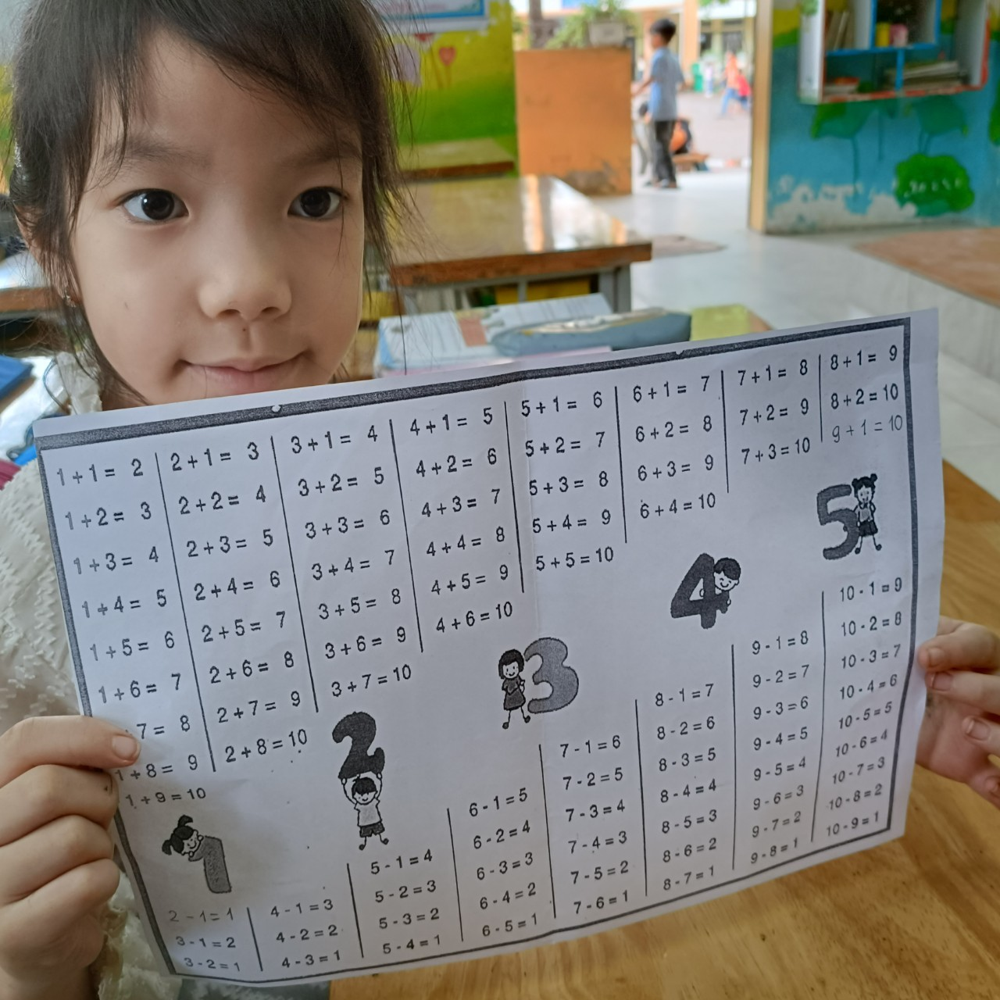 1 + 1 = 2
1 + 2 = 3
1 + 3 = 4
1 + 4 = 5
1 + 5 = 6
1 + 6 = 7
+ 7 = 8
1 + 8 = 9
1 + 9 = 10
2 + 1 = 3
2 + 2 = 4
2 + 3 = 5
2 + 4 = 6
2 + 5 = 7
2 + 6 = 8
2 + 7 = 9
2 + 8 = 10
3 + 1 = 4
3 + 2 = 5
3 + 3 = 6
3 + 4 = 7
3 + 5 = 8
3 + 6 = 9
3 + 7 = 10
4 + 1 = 5
4 + 2 = 6
4 + 3 = 7
4 + 4 = 8
4 + 5 = 9
4 + 6 = 10
5 + 1 = 6
5 + 2 = 7
5 + 3 = 8
5 + 4 = 9
5 + 5 = 10
6 + 1 = 7
6 + 2 = 8
6 + 3 = 9
6 + 4 = 10
7 + 1 = 8
7 + 2 = 9
7 + 3 = 10
8 + 1 = 9
8 + 2 = 10
9 + 1 = 10
1
2
3
4
5
2 - 1 = 1
3 - 1 = 2
3 - 2 = 1
4 - 1 = 3
4 - 2 = 2
4 - 3 = 1
5 - 1 = 4
5 - 2 = 3
5 - 3 = 2
5 - 4 = 1
6 - 1 = 5
6 - 2 = 4
6 - 3 = 3
6 - 4 = 2
6 - 5 = 1
7 - 1 = 6
7 - 2 = 5
7 - 3 = 4
7 - 4 = 3
7 - 5 = 2
7 - 6 = 1
8 - 1 = 7
8 - 2 = 6
8 - 3 = 5
8 - 4 = 4
8 - 5 = 3
8 - 6 = 2
8 - 7 = 1
9 - 1 = 8
9 - 2 = 7
9 - 3 = 6
9 - 4 = 5
9 - 5 = 4
9 - 6 = 3
9 - 7 = 2
9 - 8 = 1
10 - 1 = 9
10 - 2 = 8
10 - 3 = 7
10 - 4 = 6
10 - 5 = 5
10 - 6 = 4
10 - 7 = 3
10 - 8 = 2
10 - 9 = 1